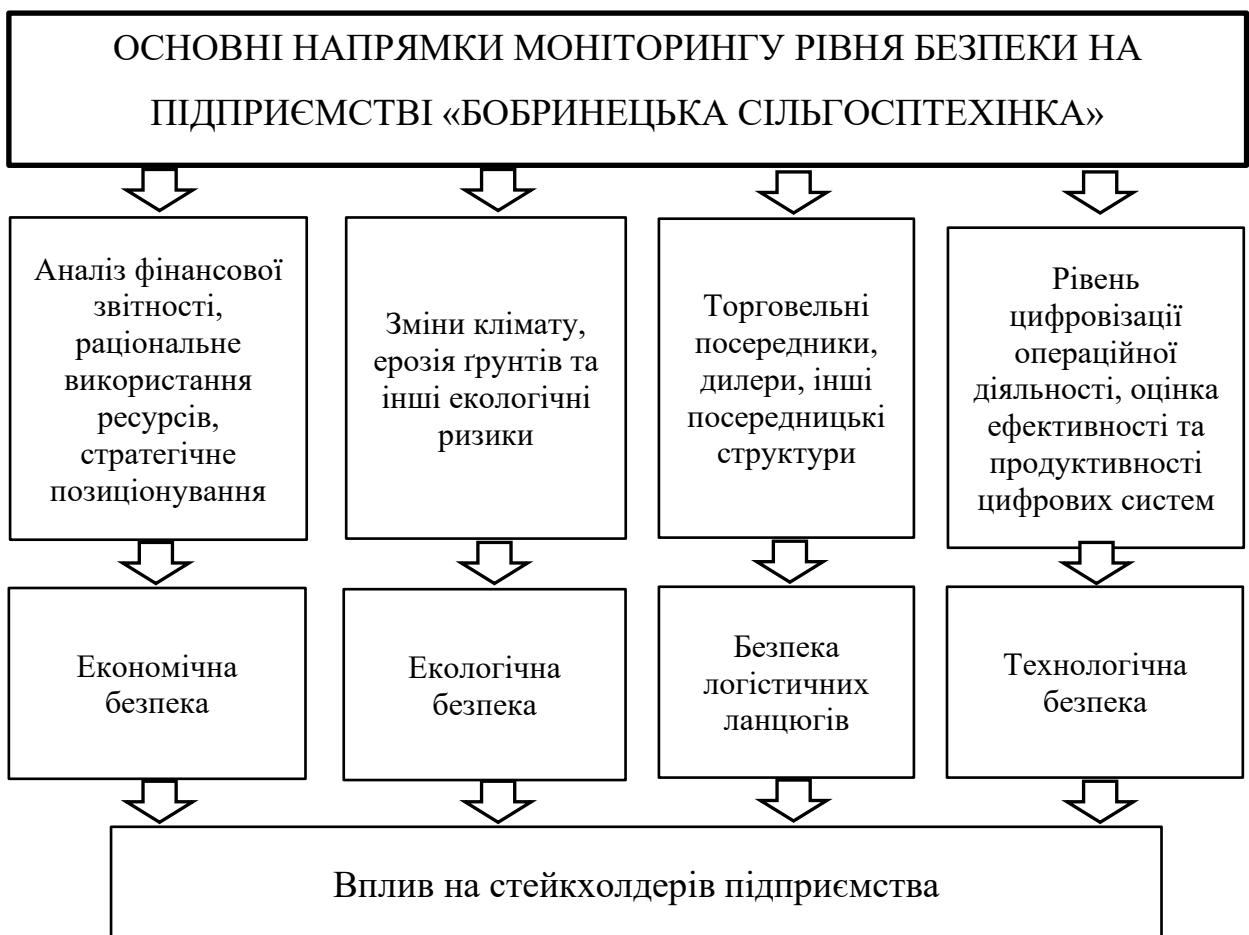 ОСНОВНІ НАПРЯМКИ МОНІТОРИНГУ РІВНЯ БЕЗПЕКИ НА
ПІДПРИЄМСТВІ «БОБРИНЕЦЬКА СІЛЬГОСПТЕХІНКА»
Аналіз фінансової
звітності,
раціональне
використання
ресурсів,
стратегічне
позиціонування
Зміни клімату,
ерозія ґрунтів та
інші екологічні
ризики
Торговельні
посередники,
дилери, інші
посередницькі
структури
Рівень
цифровізації
операційної
діяльності, оцінка
ефективності та
продуктивності
цифрових систем
Економічна
безпека
Екологічна
безпека
Безпека
логістичних
ланцюгів
Технологічна
безпека
Вплив на стейкхолдерів підприємства